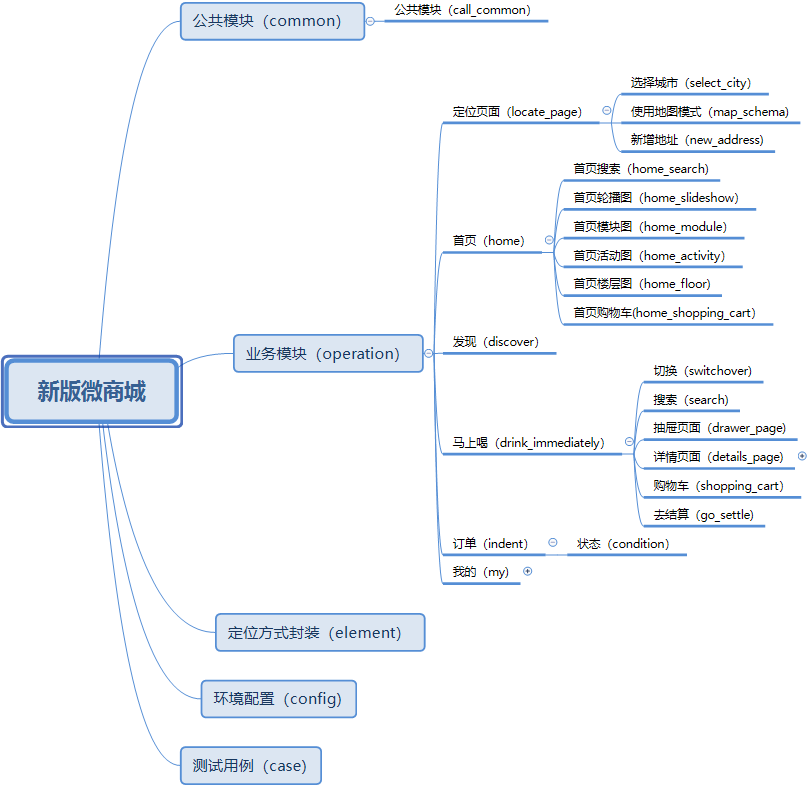 公共模块（common）
公共模块（call_common）
新版微商城
业务模块（operation）
定位页面（locate_page）
选择城市（select_city）
使用地图模式（map_schema）
新增地址（new_address）
首页（home）
首页搜索（home_search）
首页轮播图（home_slideshow）
首页模块图（home_module）
首页活动图（home_activity）
首页楼层图（home_floor）
首页购物车(home_shopping_cart）
发现（discover）
马上喝（drink_immediately）
切换（switchover）
搜索（search）
抽屉页面（drawer_page）
详情页面（details_page）
购物车（shopping_cart）
去结算（go_settle）
订单（indent）
状态（condition）
我的（my）
定位方式封装（element）
环境配置（config）
测试用例（case）